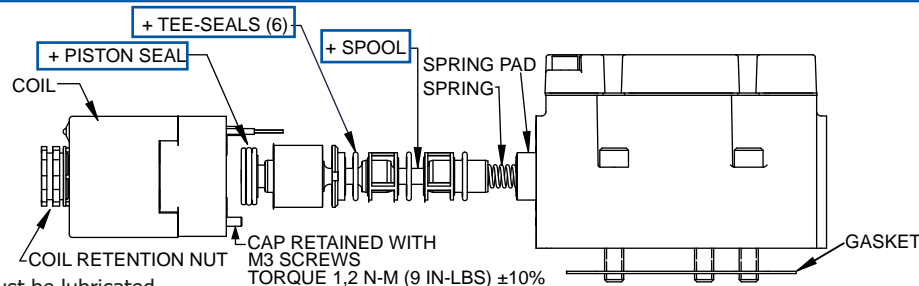 + TEE-SEALS (6)
+ PISTON SEAL
+ SPOOL
COIL
SPRING PAD
SPRING
COIL RETENTION NUT
CAP RETAINED WITH
M3 SCREWS
TORQUE 1,2 N-M (9 IN-LBS) ±10%
GASKET
ust be lubricated